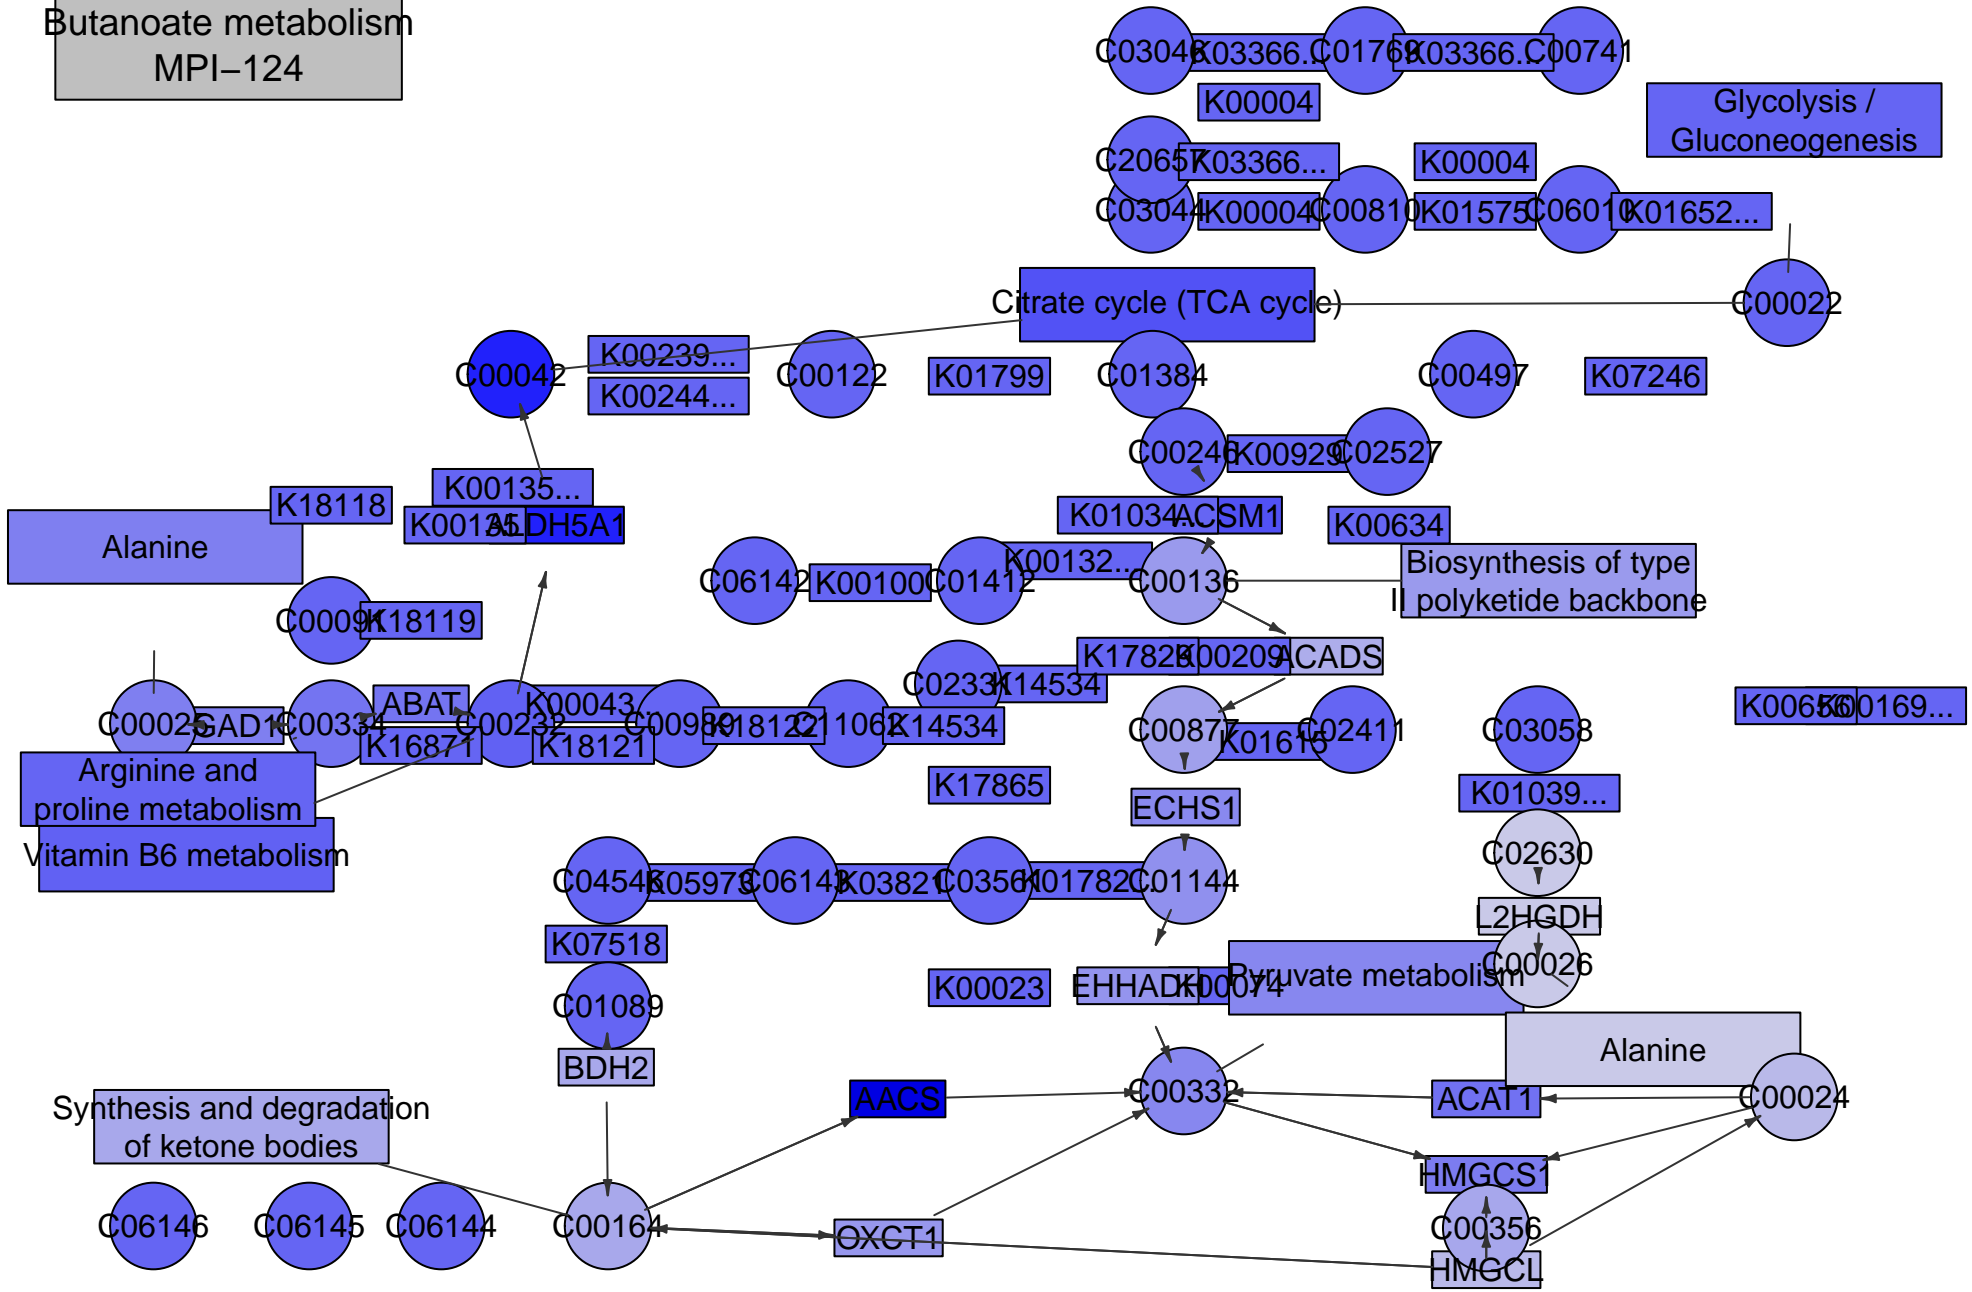 Butanoate metabolism
MPI−124
C03046
K03366...
C01769
K03366...
C00741
K00004
Glycolysis /
Gluconeogenesis
C20657
K03366...
K00004
C03044
K00004
C00810
K01575
C06010
K01652...
Citrate cycle (TCA cycle)
C00022
C00042
K00239...
K00244...
C00122
K01799
C01384
C00497
K07246
C00246
K00929
C02527
K18118
K00135...
K00135
ALDH5A1
K01034...
ACSM1
K00634
Alanine
C06142
K00100
C01412
K00132...
C00136
Biosynthesis of type
II polyketide backbone
C00091
K18119
K17829
K00209
ACADS
C02331
K14534
C00025
GAD1
C00334
ABAT
K16871
C00232
K00043...
K18121
C00989
K18122
C11062
K14534
C00877
K01615
C02411
C03058
K00656
K00169...
Arginine and
proline metabolism
K17865
ECHS1
K01039...
Vitamin B6 metabolism
C02630
C04546
K05973
C06143
K03821
C03561
K01782...
C01144
L2HGDH
K07518
C00026
K00023
EHHADH
K00074
Pyruvate metabolism
C01089
BDH2
Alanine
Synthesis and degradation
of ketone bodies
AACS
C00332
ACAT1
C00024
HMGCS1
C06146
C06145
C06144
C00164
OXCT1
C00356
HMGCL